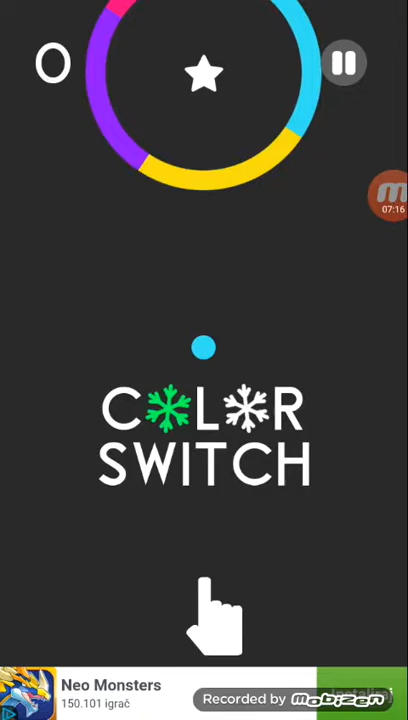 0
07:16
COLOR
SWITCH
Neo Monsters
150.101 igrač
Recorded by mobizen